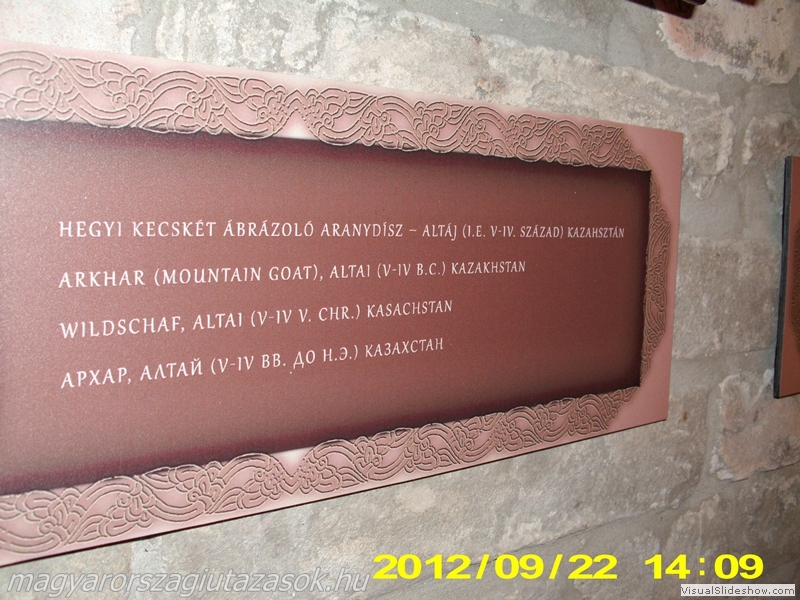 HEGYI KECSKÉT ÁBRÁZOLÓ ARANYDÍSZ – ALTÁJ (I.E. V-IV. SZÁZAD) KAZAHSZTÁN
ARKHAR (MOUNTAIN GOAT), ALTAI (V-IV B.C.) KAZAKHSTAN
WILDSCHAF, ALTAI (V-IV V. CHR.) KASACHSTAN
АРХАР, АЛТАЙ (V-IV ВВ. ДО Н.Э.) КАЗАХСТАН
magyarorszagiutazasok.hu
2012/09/22 14:09
VisualSlideshow.com